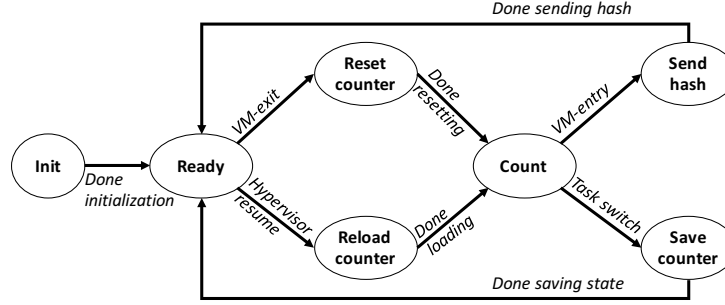 Done sending hash
Reset
counter
Send
hash
VM-exit
Done
resetting
VM-entry
Init
Ready
Count
Done
initialization
Hypervisor
resume
Done
loading
Task switch
Reload
counter
Save
counter
Done saving state